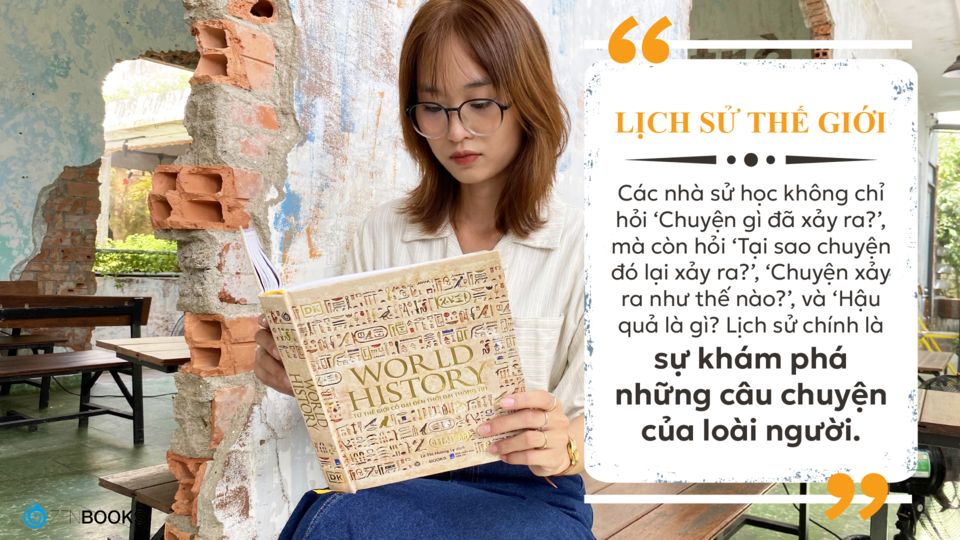 LỊCH SỬ THẾ GIỚI
Các nhà sử học không chỉ
hỏi ‘Chuyện gì đã xảy ra?’,
mà còn hỏi ‘Tại sao chuyện
đó lại xảy ra?’, ‘Chuyện xảy
ra như thế nào?’, và ‘Hậu
quả là gì? Lịch sử chính là
sự khám phá
những câu chuyện
của loài người.
DK
WORLD
HISTORY
TỪ THẾ GIỚI CỔ ĐẠI ĐẾN THỜI ĐẠI THÔNG TIN
WORLD
HISTORY
DK
BOOKS